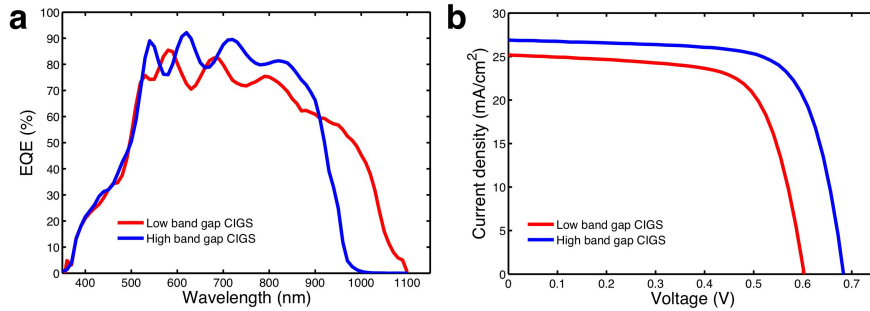 a
100
90
80
70
60
50
40
30
20
10
0
EQE (%)
Low band gap CIGS
High band gap CIGS
400 500 600 700 800 900 1000 1100
Wavelength (nm)
b
30
25
20
15
10
5
0
Current density (mA/cm²)
Low band gap CIGS
High band gap CIGS
0 0.1 0.2 0.3 0.4 0.5 0.6 0.7
Voltage (V)